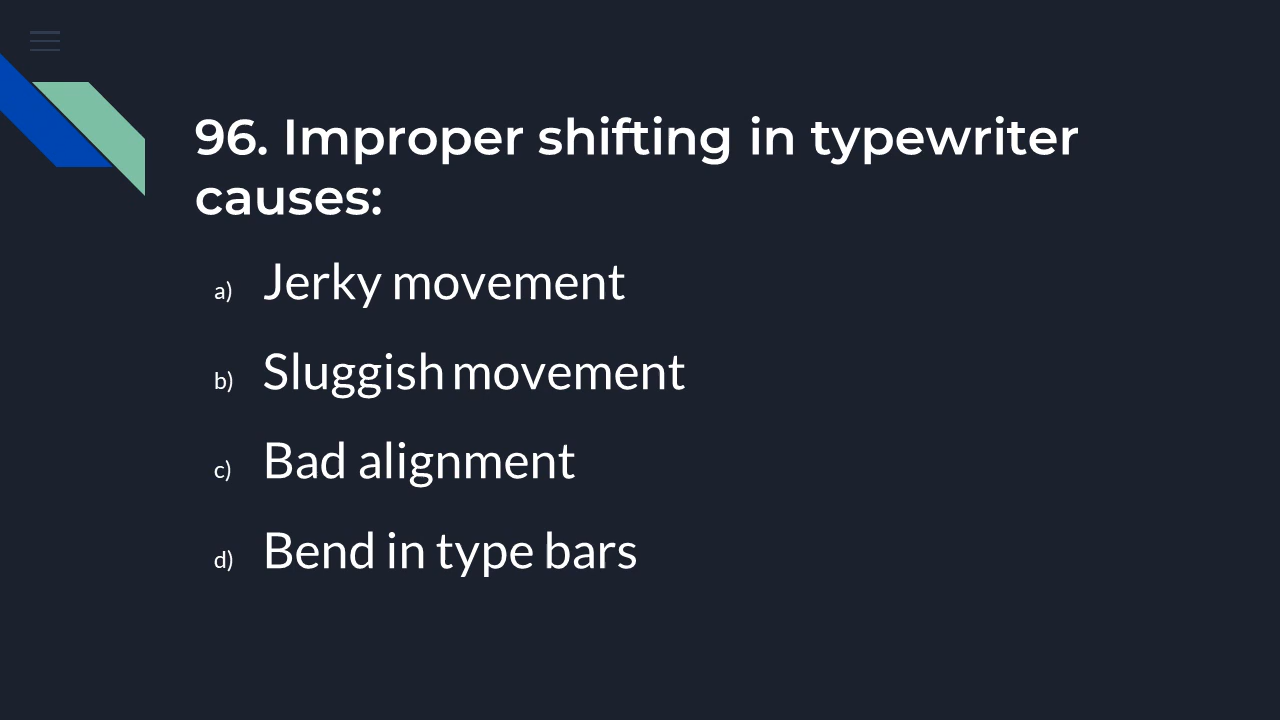 96. Improper shifting in typewriter
causes:
a) Jerky movement
b) Sluggish movement
c) Bad alignment
d) Bend in type bars